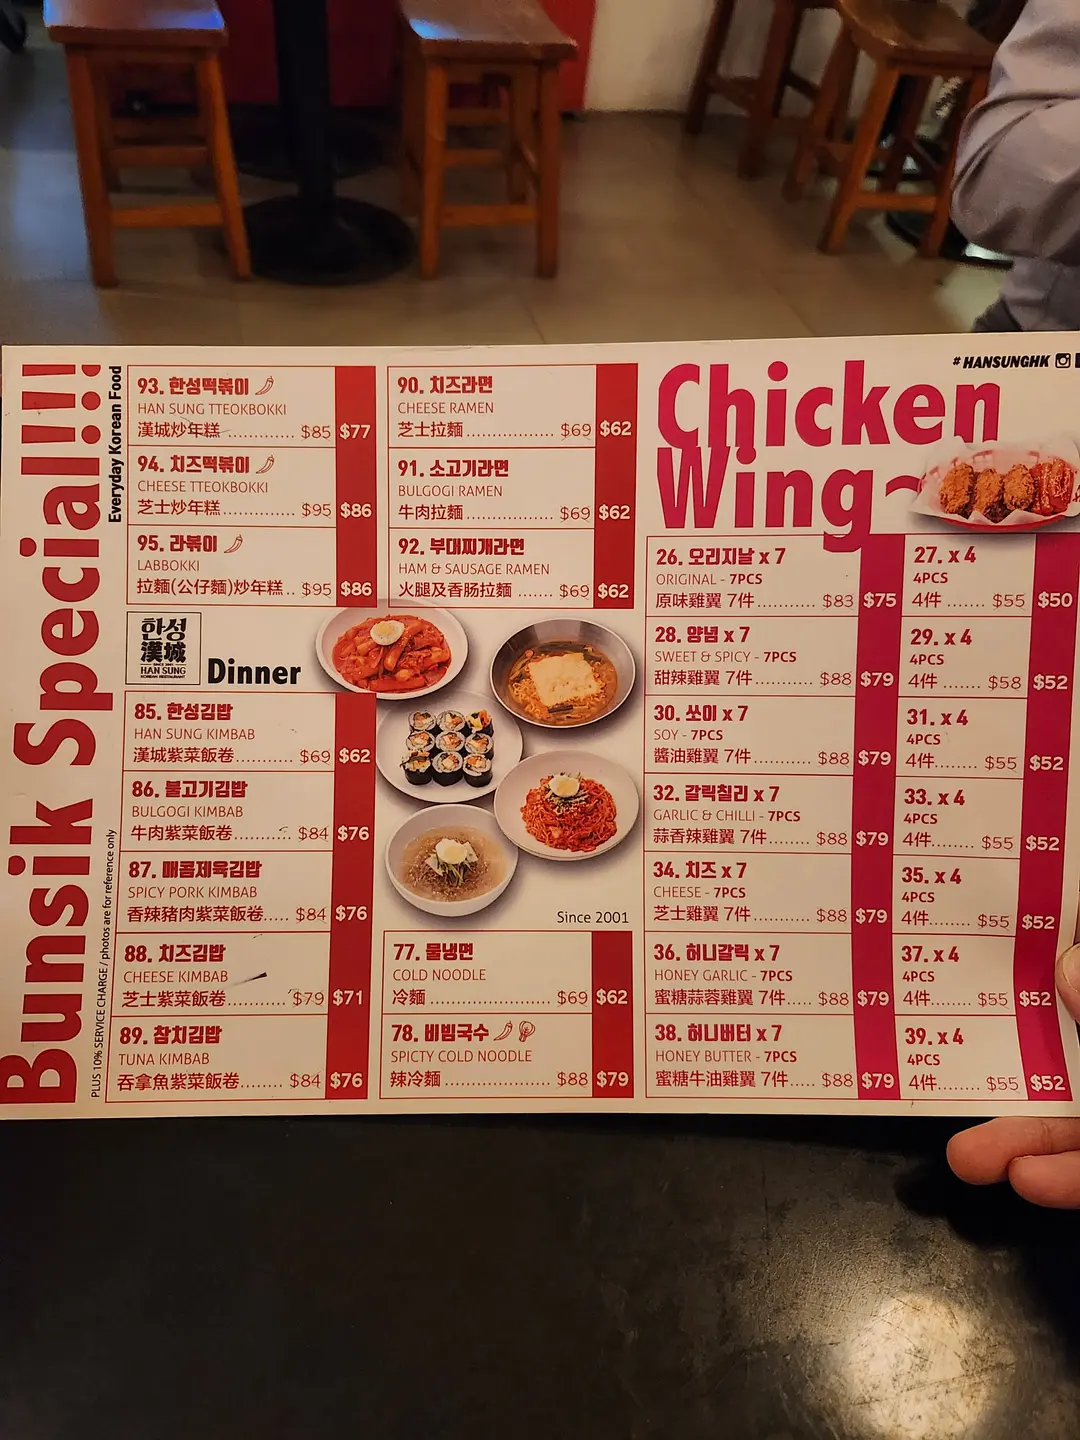 Bunsik Special!!!
Everyday Korean Food
PLUS 10% SERVICE CHARGE / photos are for reference only
93. 한성떡볶이
HAN SUNG TTEOKBOKKI
漢城炒年糕 .............. $85 $77
94. 치즈떡볶이
CHEESE TTEOKBOKKI
芝士炒年糕............... $95 $86
95. 라볶이
LABBOKKI
拉麵(公仔麵)炒年糕.. $95 $86
90. 치즈라면
CHEESE RAMEN
芝士拉麵................. $69 $62
91. 소고기라면
BULGOGI RAMEN
牛肉拉麵................. $69 $62
92. 부대찌개라면
HAM & SAUSAGE RAMEN
火腿及香肠拉麵 ....... $69 $62
한성
漢城
SINCE 2001
HAN SUNG
KOREAN RESTAURANT
Dinner
85. 한성김밥
HAN SUNG KIMBAB
漢城紫菜飯卷............ $69 $62
86. 불고기김밥
BULGOGI KIMBAB
牛肉紫菜飯卷............ $84 $76
87. 매콤제육김밥
SPICY PORK KIMBAB
香辣豬肉紫菜飯卷..... $84 $76
88. 치즈김밥
CHEESE KIMBAB
芝士紫菜飯卷............ $79 $71
89. 참치김밥
TUNA KIMBAB
吞拿魚紫菜飯卷........ $84 $76
Since 2001
77. 물냉면
COLD NOODLE
冷麵........................ $69 $62
78. 비빔국수
SPICTY COLD NOODLE
辣冷麵 .................... $88 $79
# HANSUNGHK
Chicken
Wing~
26. 오리지날 x 7
ORIGINAL - 7PCS
原味雞翼 7件........... $83 $75
27. x 4
4PCS
4件 ....... $55 $50
28. 양념 x 7
SWEET & SPICY - 7PCS
甜辣雞翼 7件........... $88 $79
29. x 4
4PCS
4件 ....... $58 $52
30. 쏘이 x 7
SOY - 7PCS
醬油雞翼 7件........... $88 $79
31. x 4
4PCS
4件........ $55 $52
32. 갈릭칠리 x 7
GARLIC & CHILLI - 7PCS
蒜香辣雞翼 7件........ $88 $79
33. x 4
4PCS
4件........ $55 $52
34. 치즈 x 7
CHEESE - 7PCS
芝士雞翼 7件........... $88 $79
35. x 4
4PCS
4件........ $55 $52
36. 허니갈릭 x 7
HONEY GARLIC - 7PCS
蜜糖蒜蓉雞翼 7件..... $88 $79
37. x 4
4PCS
4件........ $55 $52
38. 허니버터 x 7
HONEY BUTTER - 7PCS
蜜糖牛油雞翼 7件..... $88 $79
39. x 4
4PCS
4件........ $55 $52